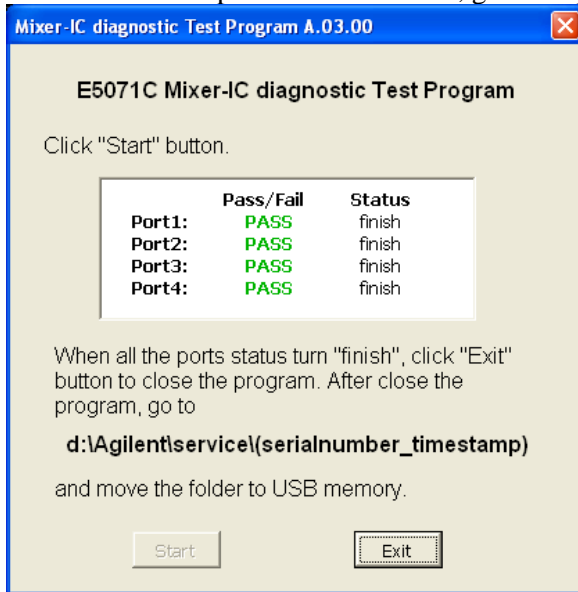 Mixer-IC diagnostic Test Program A.03.00
E5071C Mixer-IC diagnostic Test Program
Click "Start" button.
Pass/Fail Status
Port1: PASS finish
Port2: PASS finish
Port3: PASS finish
Port4: PASS finish
When all the ports status turn "finish", click "Exit"
button to close the program. After close the
program, go to
d:\Agilent\service\(serialnumber_timestamp)
and move the folder to USB memory.
Start Exit